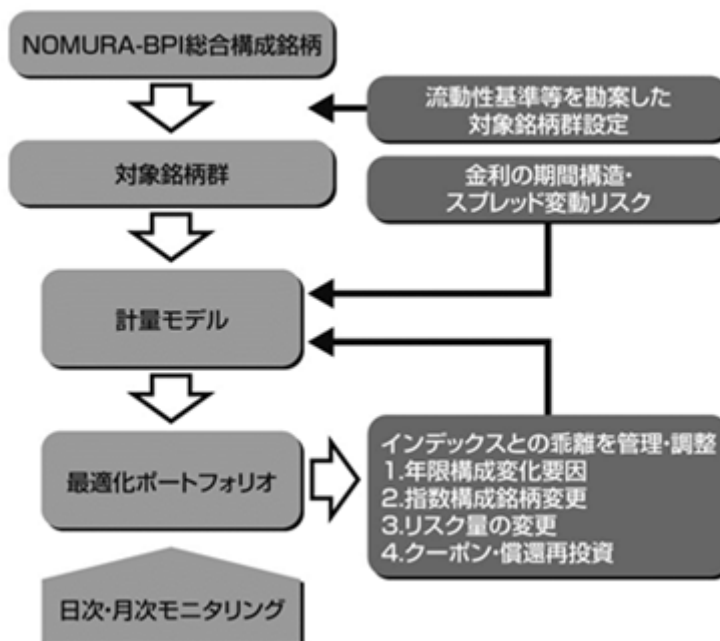 NOMURA-BPI総合構成銘柄
流動性基準等を勘案した
対象銘柄群設定
対象銘柄群
金利の期間構造・
スプレッド変動リスク
計量モデル
最適化ポートフォリオ
インデックスとの乖離を管理・調整
1.年限構成変化要因
2.指数構成銘柄変更
3.リスク量の変更
4.クーポン・償還再投資
日次・月次モニタリング